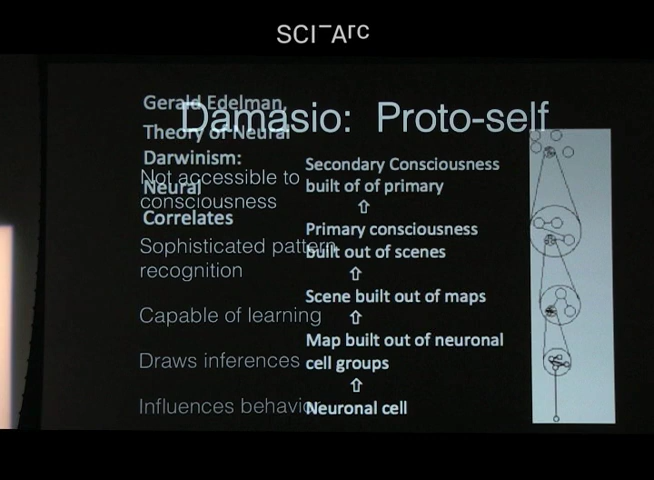 SCI-Arc
Damasio: Proto-self
Not accessible to
consciousness
Sophisticated pattern
recognition
Capable of learning
Draws inferences
Influences behavior
Gerald Edelman,
Theory of Neural
Darwinism:
Neural
Correlates
Secondary Consciousness
built of of primary
Primary consciousness
built out of scenes
Scene built out of maps
Map built out of neuronal
cell groups
Neuronal cell